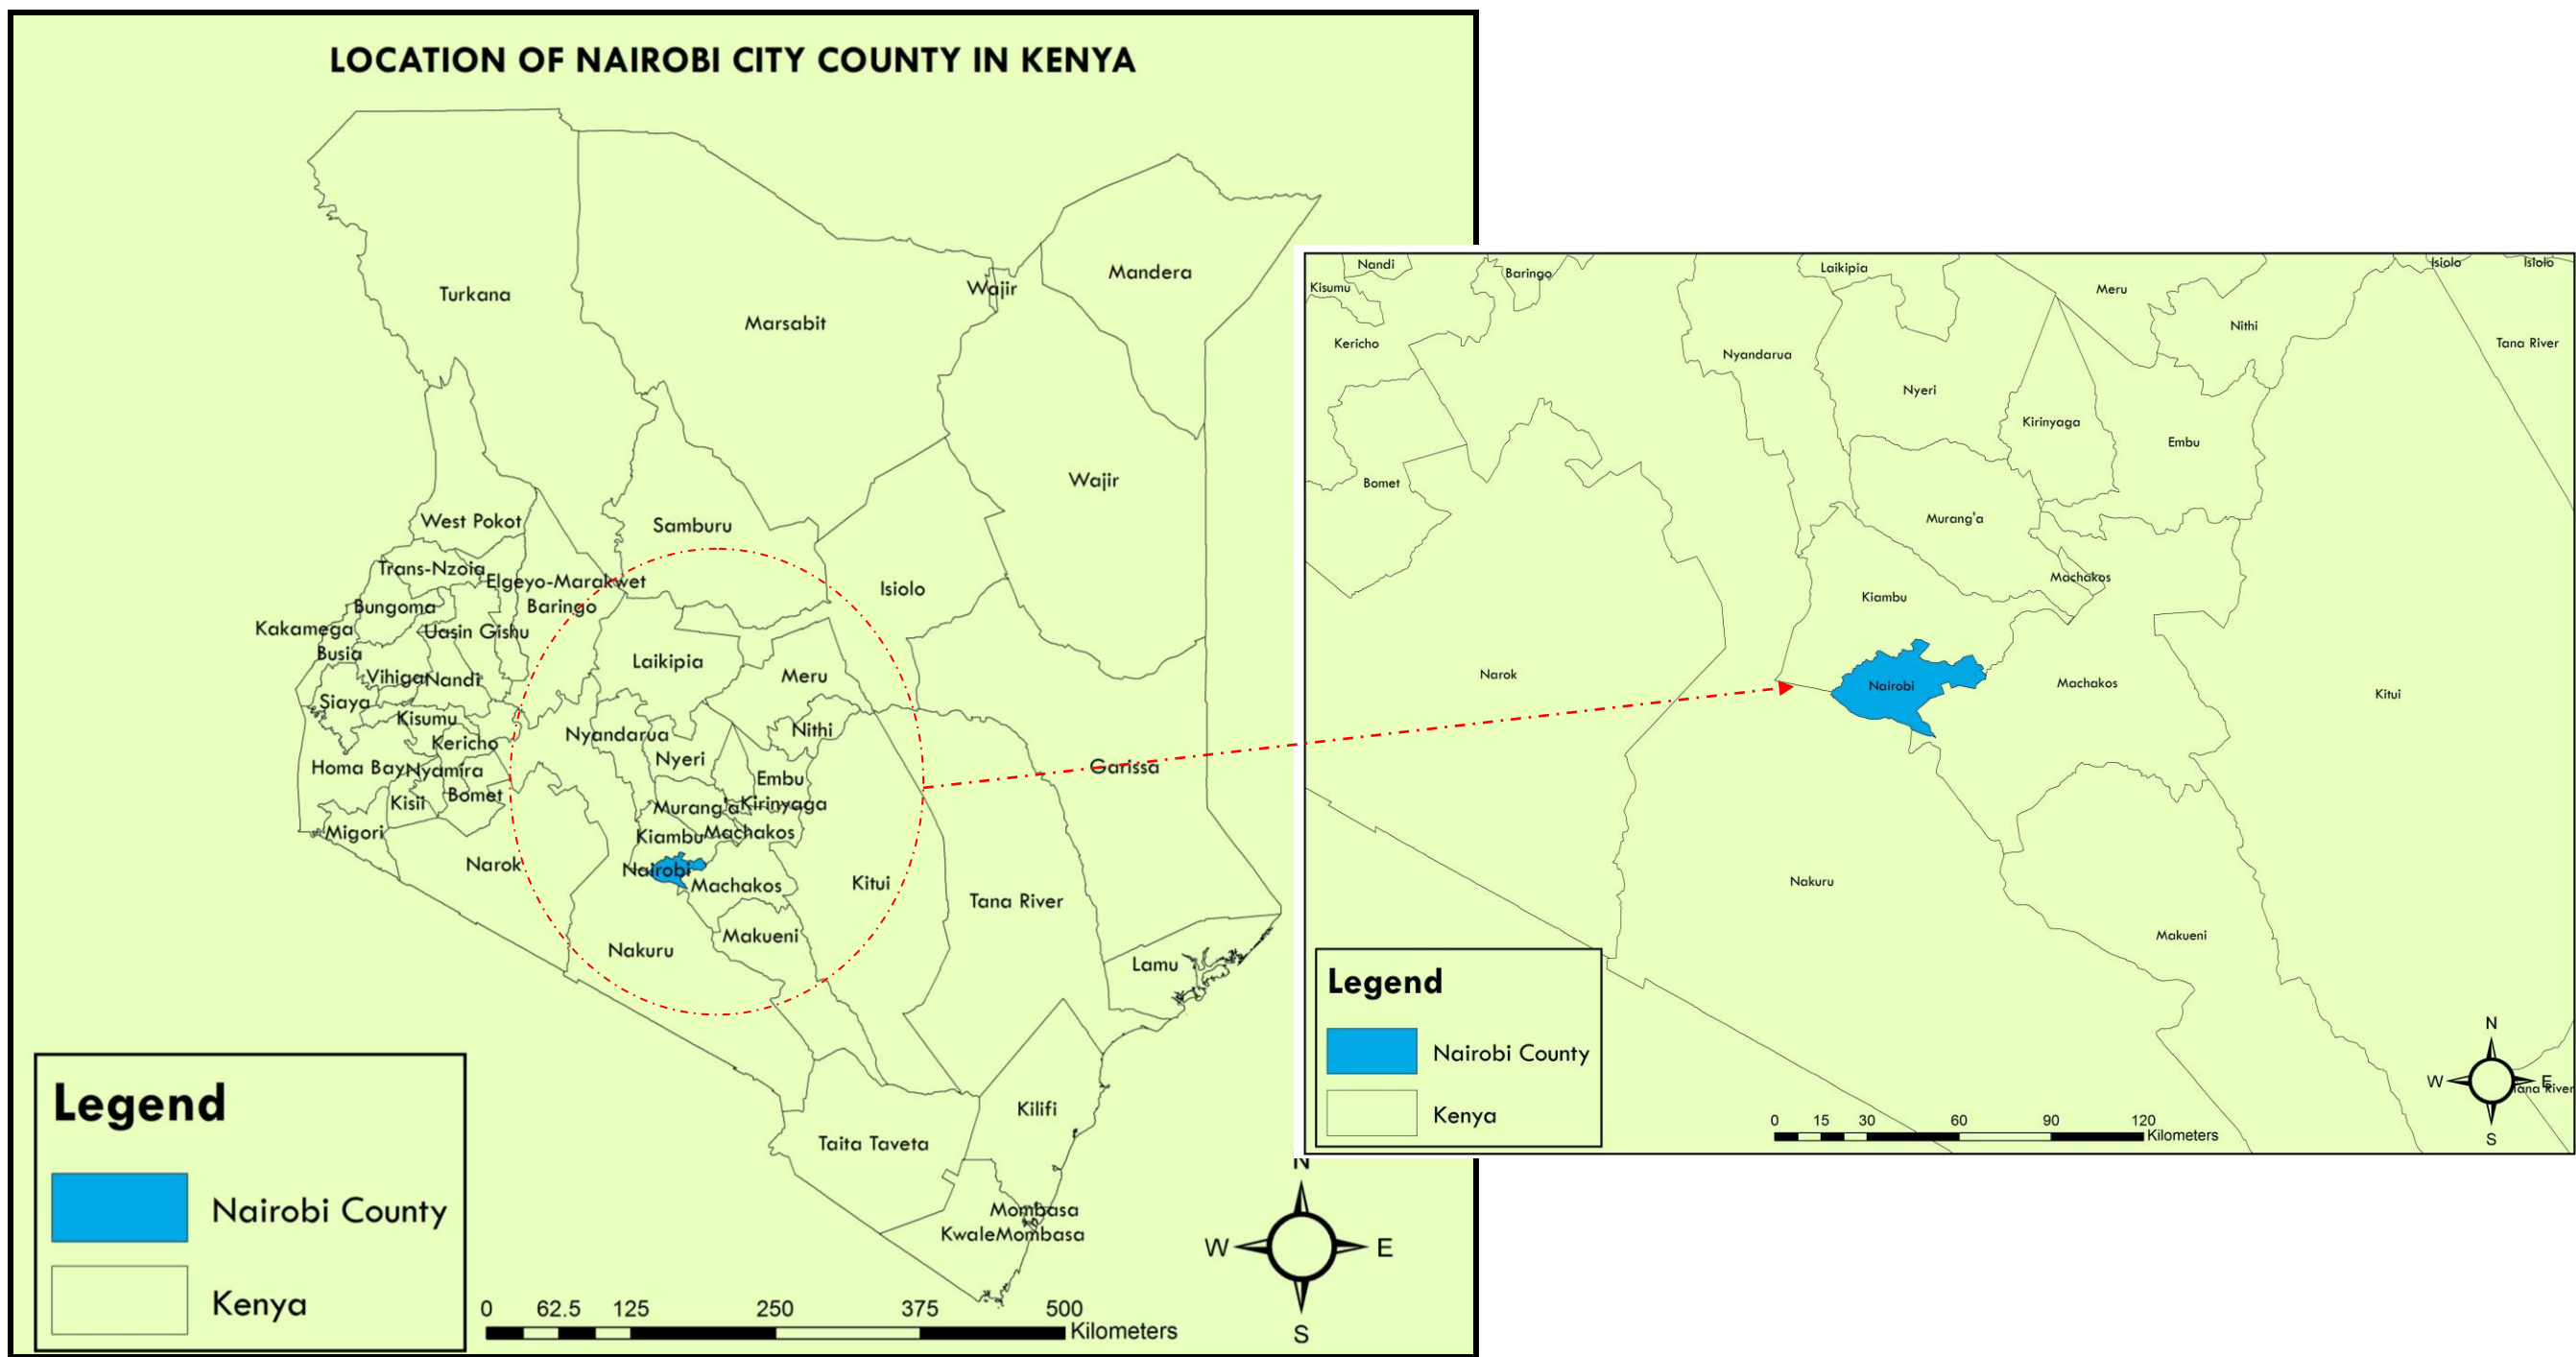 LOCATION OF NAIROBI CITY COUNTY IN KENYA
Turkana
Marsabit
Wajir
Mandera
Wajir
West Pokot
Samburu
Trans-Nzoia
Elgeyo-Marakwet
Isiolo
Bungoma
Baringo
Kakamega
Uasin Gishu
Busia
Laikipia
Vihiga
Nandi
Meru
Siaya
Kisumu
Nyandarua
Nithi
Kericho
Nyeri
Homa Bay
Nyamira
Garissa
Embu
Kisii
Bomet
Murang'a
Kirinyaga
Migori
Kiambu
Machakos
Narok
Nairobi
Machakos
Kitui
Tana River
Makueni
Nakuru
Lamu
Kilifi
Taita Taveta
Mombasa
Kwale
Mombasa
Legend
Nairobi County
Kenya
0 62.5 125 250 375 500
Kilometers
N
W E
S
Nandi
Baringo
Laikipia
Isiolo
Isiolo
Kisumu
Meru
Nithi
Kericho
Nyandarua
Tana River
Nyeri
Kirinyaga
Embu
Bomet
Murang'a
Machakos
Kiambu
Narok
Nairobi
Machakos
Kitui
Nakuru
Makueni
Legend
Nairobi County
Kenya
0 15 30 60 90 120
Kilometers
N
W E
S
Tana River